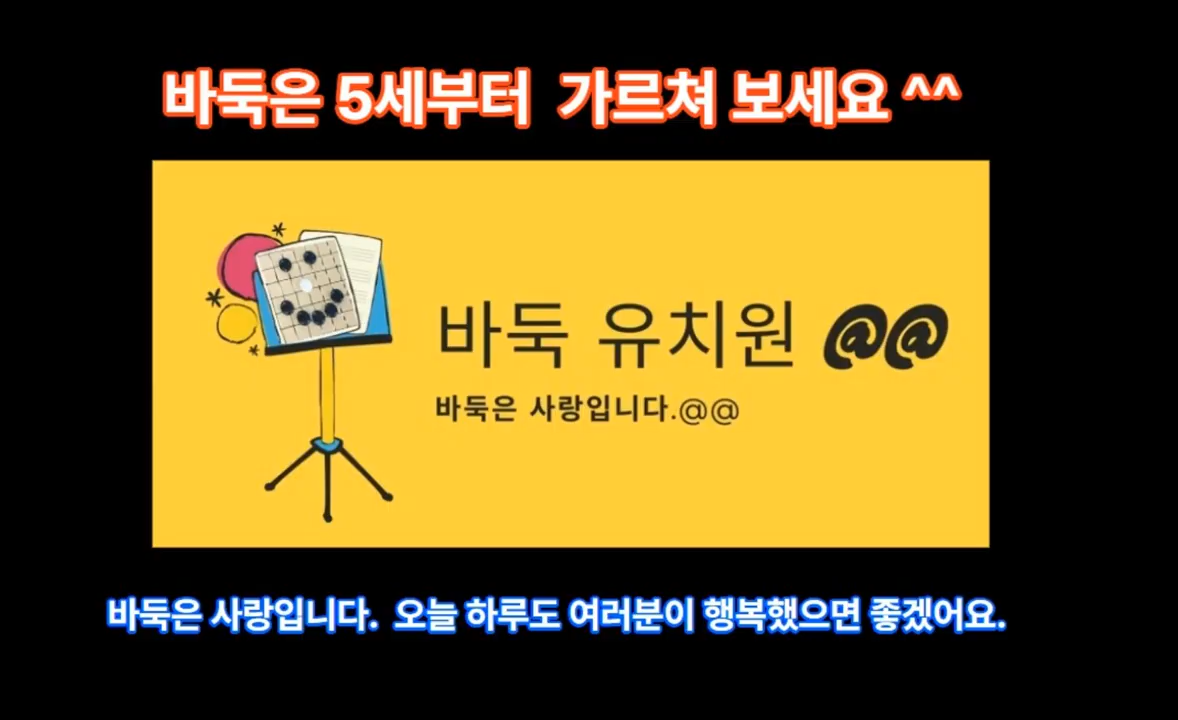 바둑은 5세부터 가르쳐 보세요 ^^
바둑 유치원 @@
바둑은 사랑입니다.@@
바둑은 사랑입니다. 오늘 하루도 여러분이 행복했으면 좋겠어요.